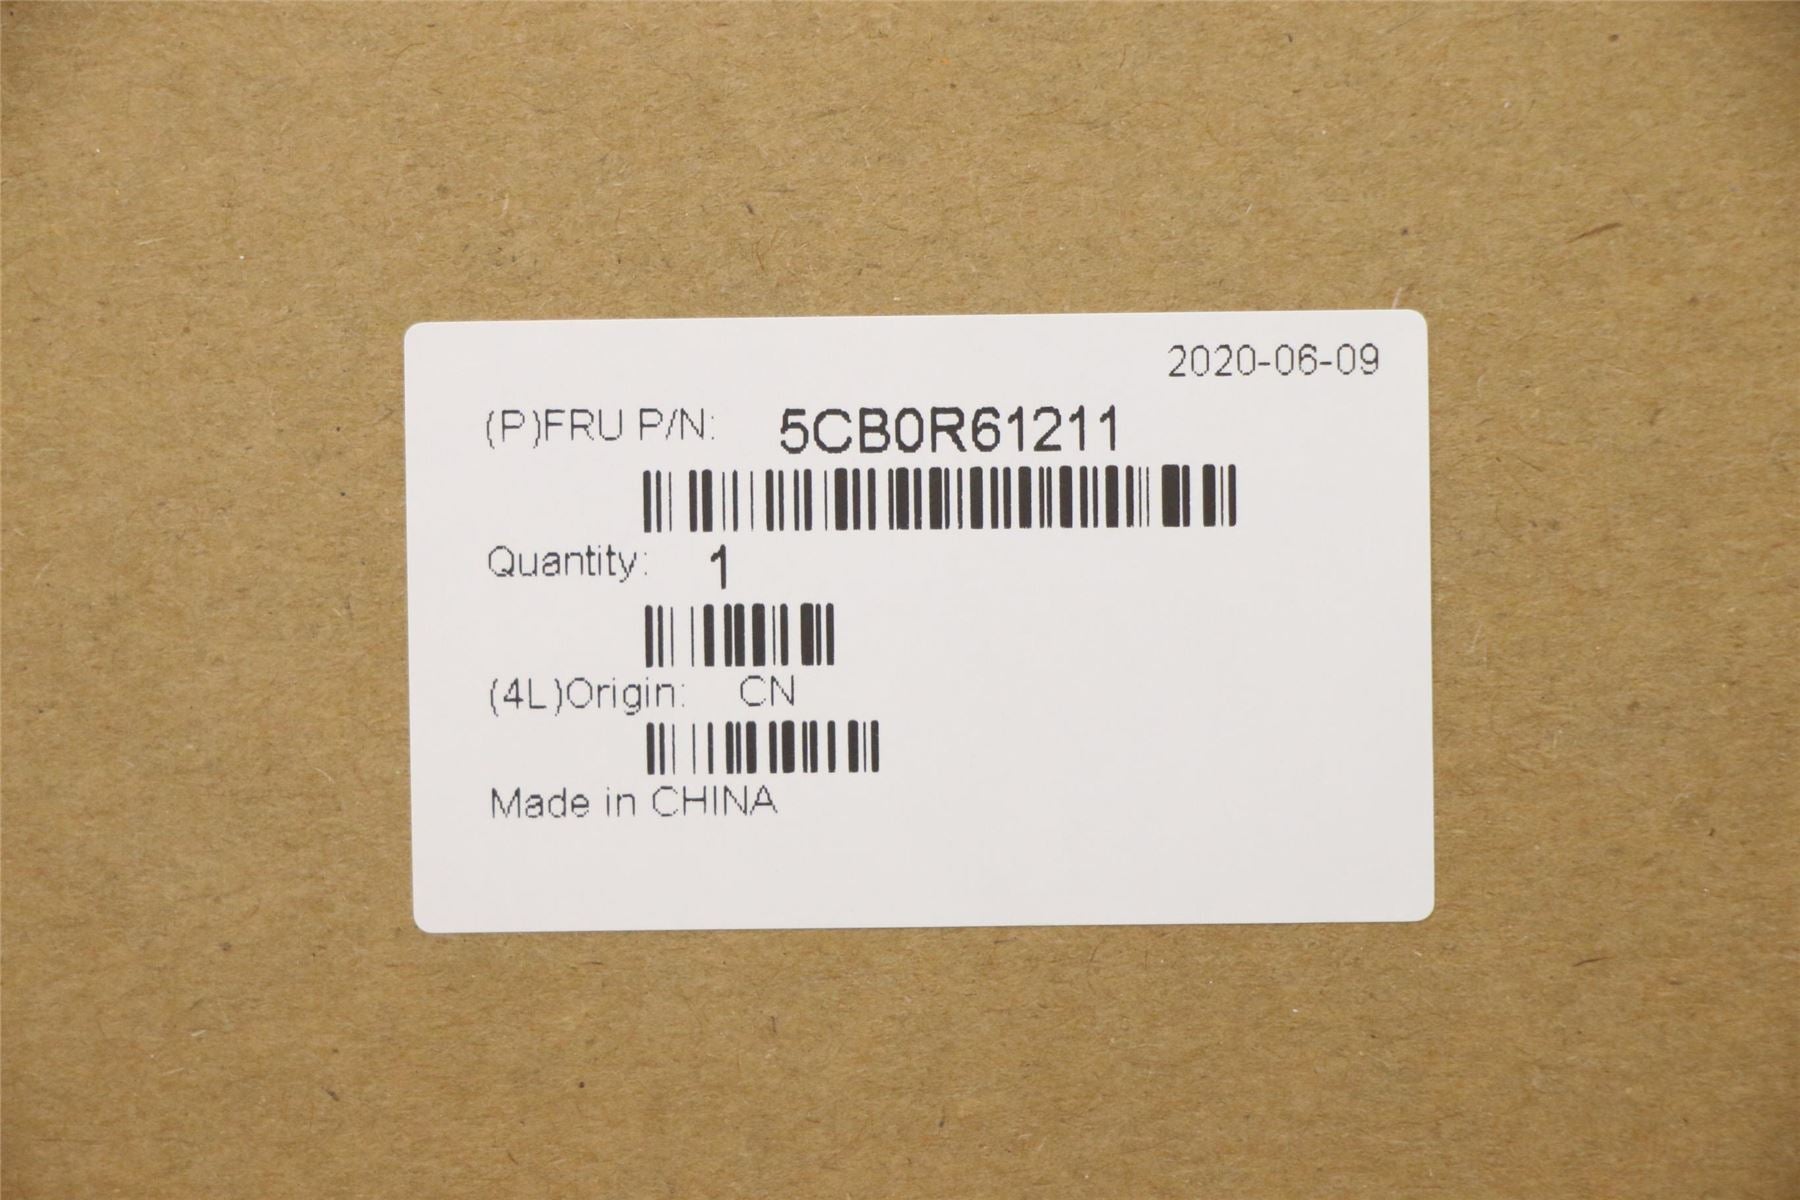 2020-06-09
(P)FRU P/N: 5CB0R61211
Quantity: 1
(4L)Origin: CN
Made in CHINA